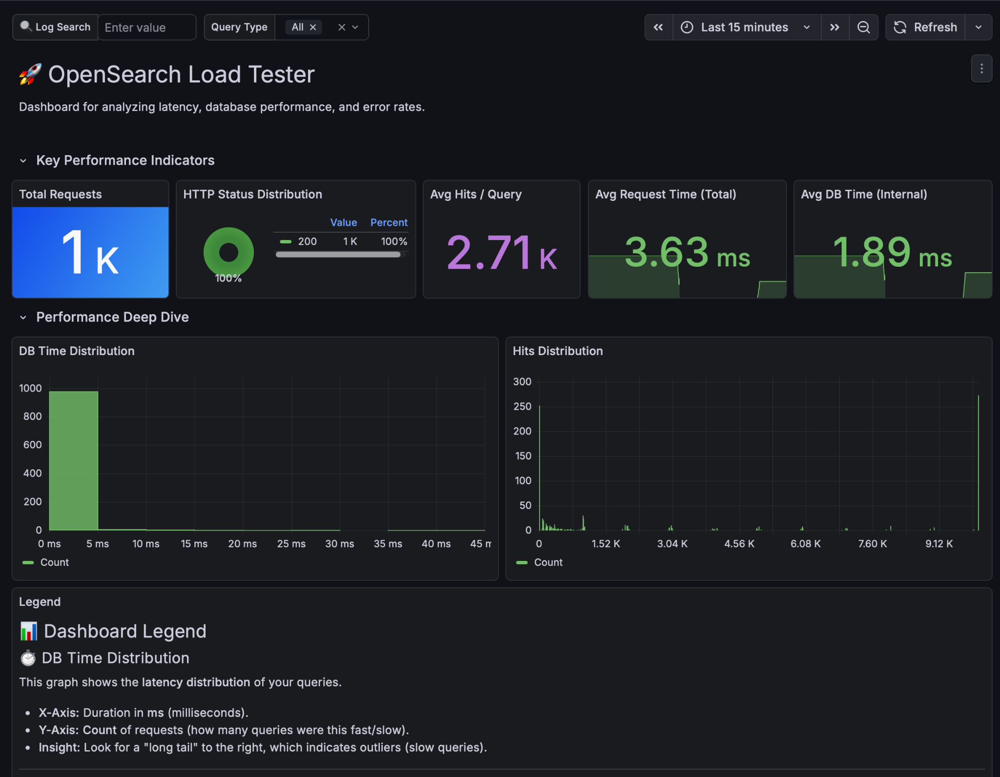 Log Search Enter value Query Type All Last 15 minutes Refresh
OpenSearch Load Tester
Dashboard for analyzing latency, database performance, and error rates.
Key Performance Indicators
Total Requests
1 K
HTTP Status Distribution
Value Percent
200 1 K 100%
100%
Avg Hits / Query
2.71 K
Avg Request Time (Total)
3.63 ms
Avg DB Time (Internal)
1.89 ms
Performance Deep Dive
DB Time Distribution
1000
800
600
400
200
0
0 ms 5 ms 10 ms 15 ms 20 ms 25 ms 30 ms 35 ms 40 ms 45 m
Count
Hits Distribution
300
250
200
150
100
50
0
0 1.52 K 3.04 K 4.56 K 6.08 K 7.60 K 9.12 K
Count
Legend
Dashboard Legend
DB Time Distribution
This graph shows the latency distribution of your queries.
• X-Axis: Duration in ms (milliseconds).
• Y-Axis: Count of requests (how many queries were this fast/slow).
• Insight: Look for a "long tail" to the right, which indicates outliers (slow queries).